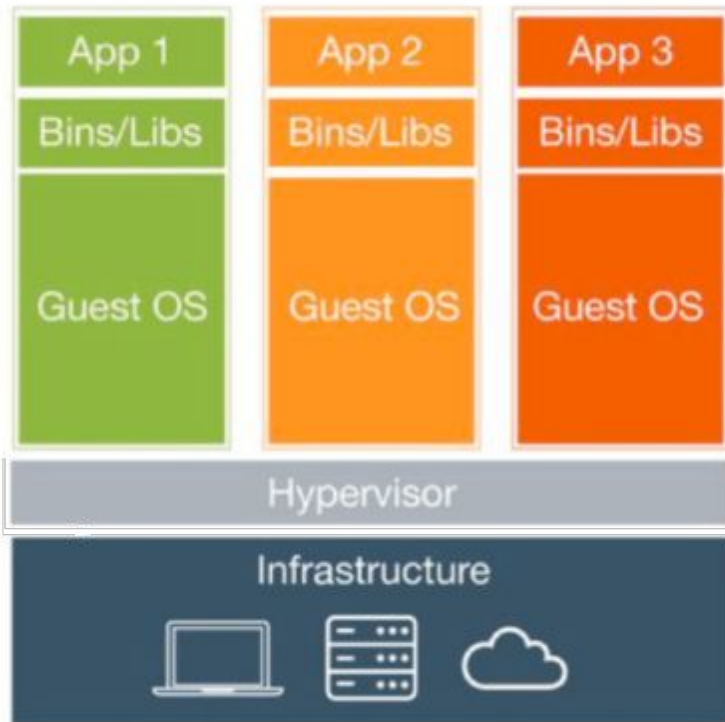 App 1
App 2
App 3
Bins/Libs
Bins/Libs
Bins/Libs
Guest OS
Guest OS
Guest OS
Hypervisor
Infrastructure